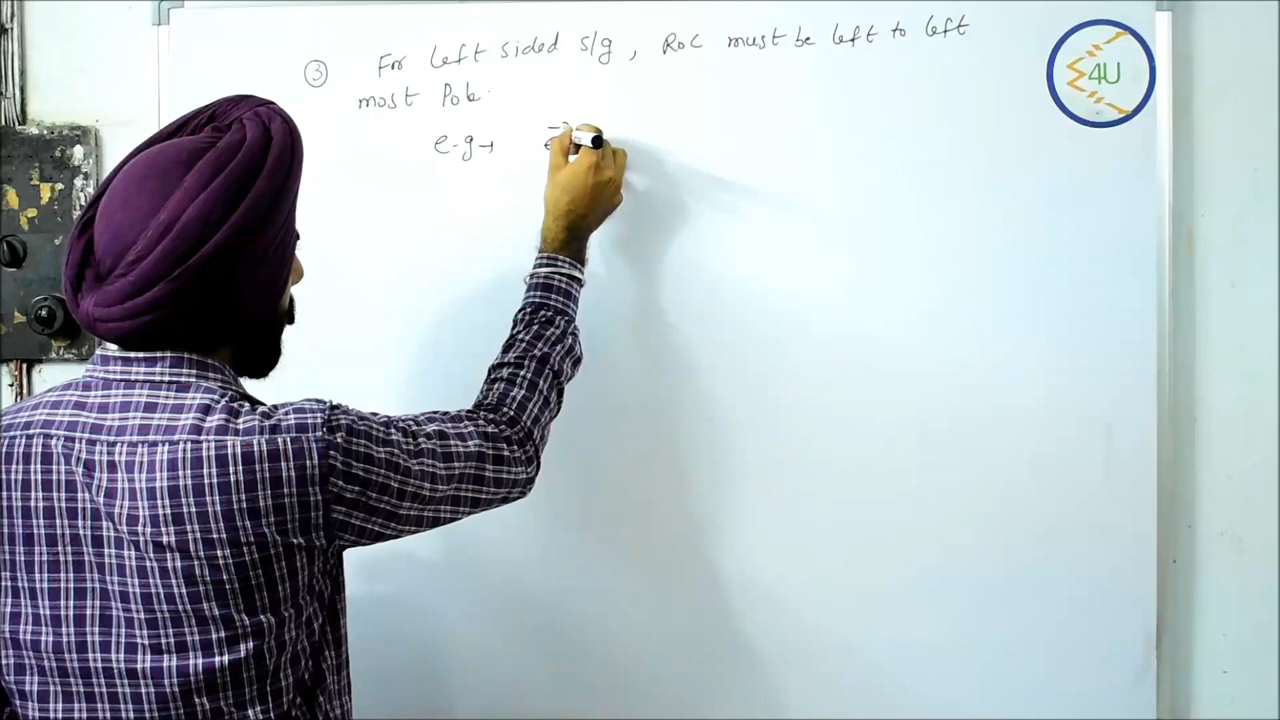 ③ For left sided s/g, ROC must be left to left
most Pole.
e.g →
4U